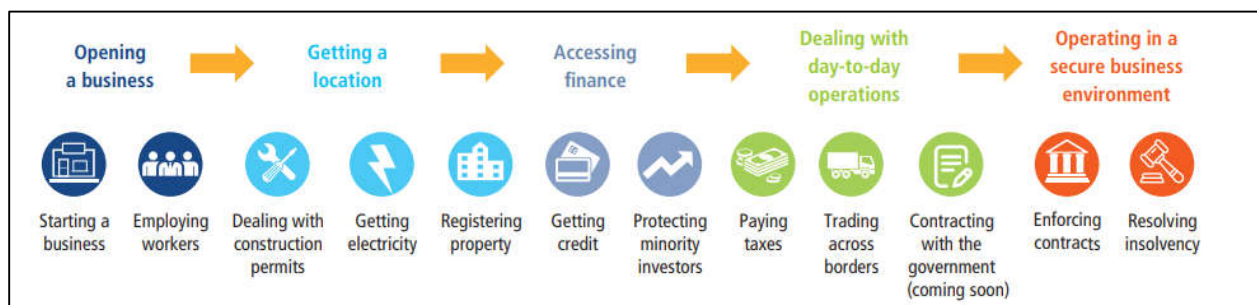 Opening
a business
Getting a
location
Accessing
finance
Dealing with
day-to-day
operations
Operating in a
secure business
environment
Starting a
business
Employing
workers
Dealing with
construction
permits
Getting
electricity
Registering
property
Getting
credit
Protecting
minority
investors
Paying
taxes
Trading
across
borders
Contracting
with the
government
(coming soon)
Enforcing
contracts
Resolving
insolvency